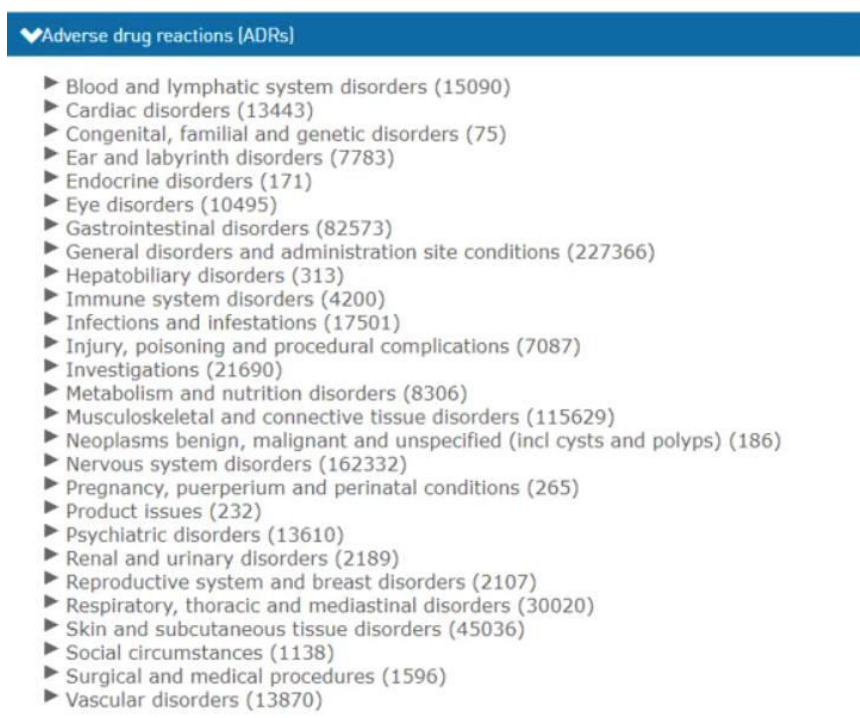 Adverse drug reactions (ADRs)
Blood and lymphatic system disorders (15090)
Cardiac disorders (13443)
Congenital, familial and genetic disorders (75)
Ear and labyrinth disorders (7783)
Endocrine disorders (171)
Eye disorders (10495)
Gastrointestinal disorders (82573)
General disorders and administration site conditions (227366)
Hepatobiliary disorders (313)
Immune system disorders (4200)
Infections and infestations (17501)
Injury, poisoning and procedural complications (7087)
Investigations (21690)
Metabolism and nutrition disorders (8306)
Musculoskeletal and connective tissue disorders (115629)
Neoplasms benign, malignant and unspecified (incl cysts and polyps) (186)
Nervous system disorders (162332)
Pregnancy, puerperium and perinatal conditions (265)
Product issues (232)
Psychiatric disorders (13610)
Renal and urinary disorders (2189)
Reproductive system and breast disorders (2107)
Respiratory, thoracic and mediastinal disorders (30020)
Skin and subcutaneous tissue disorders (45036)
Social circumstances (1138)
Surgical and medical procedures (1596)
Vascular disorders (13870)